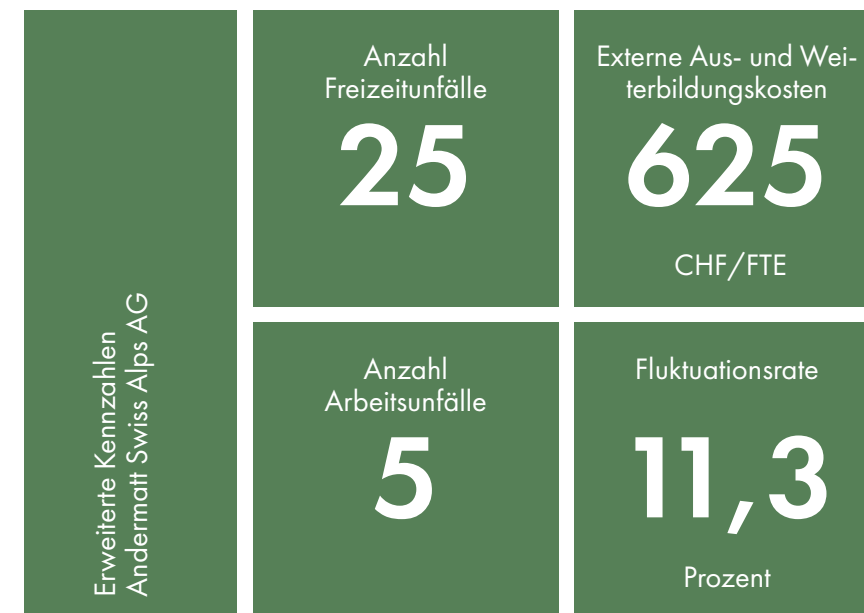 Erweiterte Kennzahlen
Andermatt Swiss Alps AG
Anzahl
Freizeitunfälle
25
Externe Aus- und Wei-
terbildungskosten
625
CHF/FTE
Anzahl
Arbeitsunfälle
5
Fluktuationsrate
11,3
Prozent